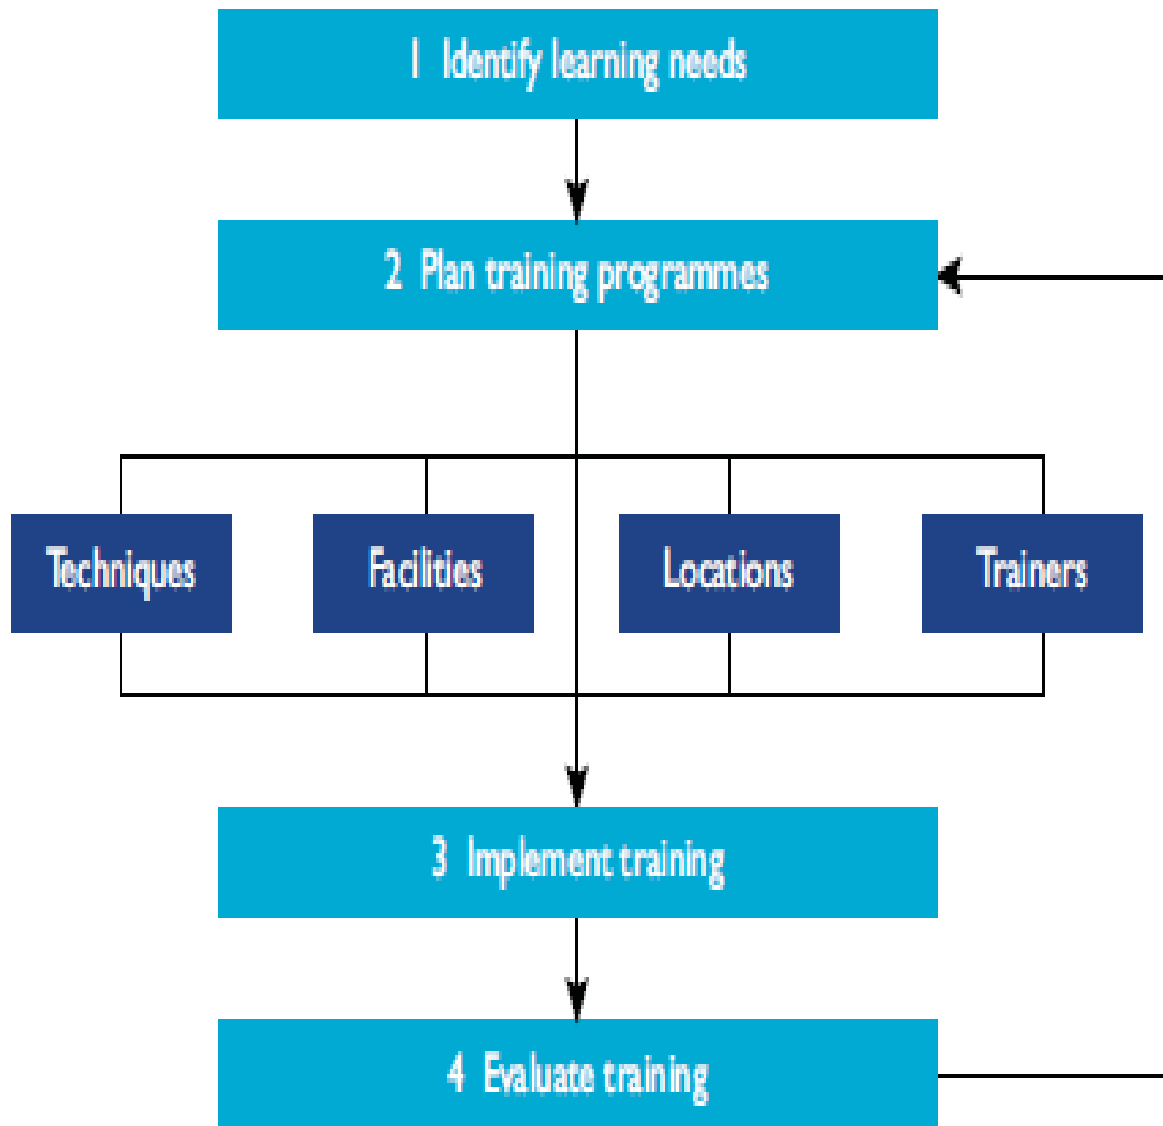 1 Identify learning needs
2 Plan training programmes
Techniques
Facilities
Locations
Trainers
3 Implement training
4 Evaluate training